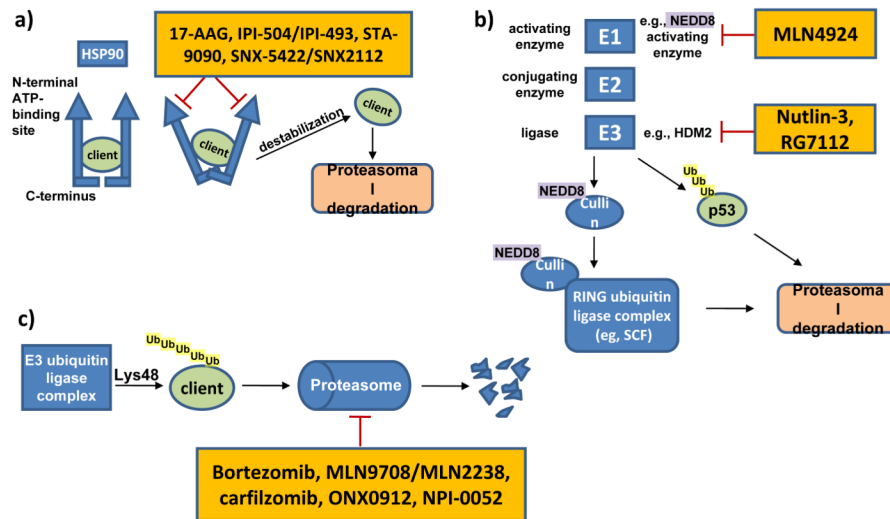 a)
HSP90
17-AAG, IPI-504/IPI-493, STA-
9090, SNX-5422/SNX2112
N-terminal
ATP-
binding
site
client
C-terminus
client
destabilization
client
Proteasoma
l
degradation
b)
activating
enzyme
E1
e.g., NEDD8
activating
enzyme
MLN4924
conjugating
enzyme
E2
ligase
E3
e.g., HDM2
Nutlin-3,
RG7112
NEDD8
Culli
n
Ub
Ub
Ub
p53
NEDD8
Culli
n
RING ubiquitin
ligase complex
(eg, SCF)
Proteasoma
l
degradation
c)
E3 ubiquitin
ligase
complex
Lys48
Ub
Ub
Ub
Ub
Ub
client
Proteasome
Bortezomib, MLN9708/MLN2238,
carfilzomib, ONX0912, NPI-0052